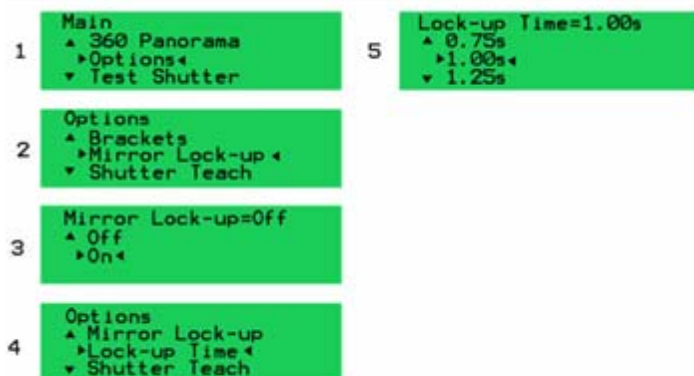 1
Main
▲ 360 Panorama
▶Options◀
▼ Test Shutter
2
Options
▲ Brackets
▶Mirror Lock-up◀
▼ Shutter Teach
3
Mirror Lock-up=Off
▲ Off
▶On◀
4
Options
▲ Mirror Lock-up
▶Lock-up Time◀
▼ Shutter Teach
5
Lock-up Time=1.00s
▲ 0.75s
▶1.00s◀
▼ 1.25s